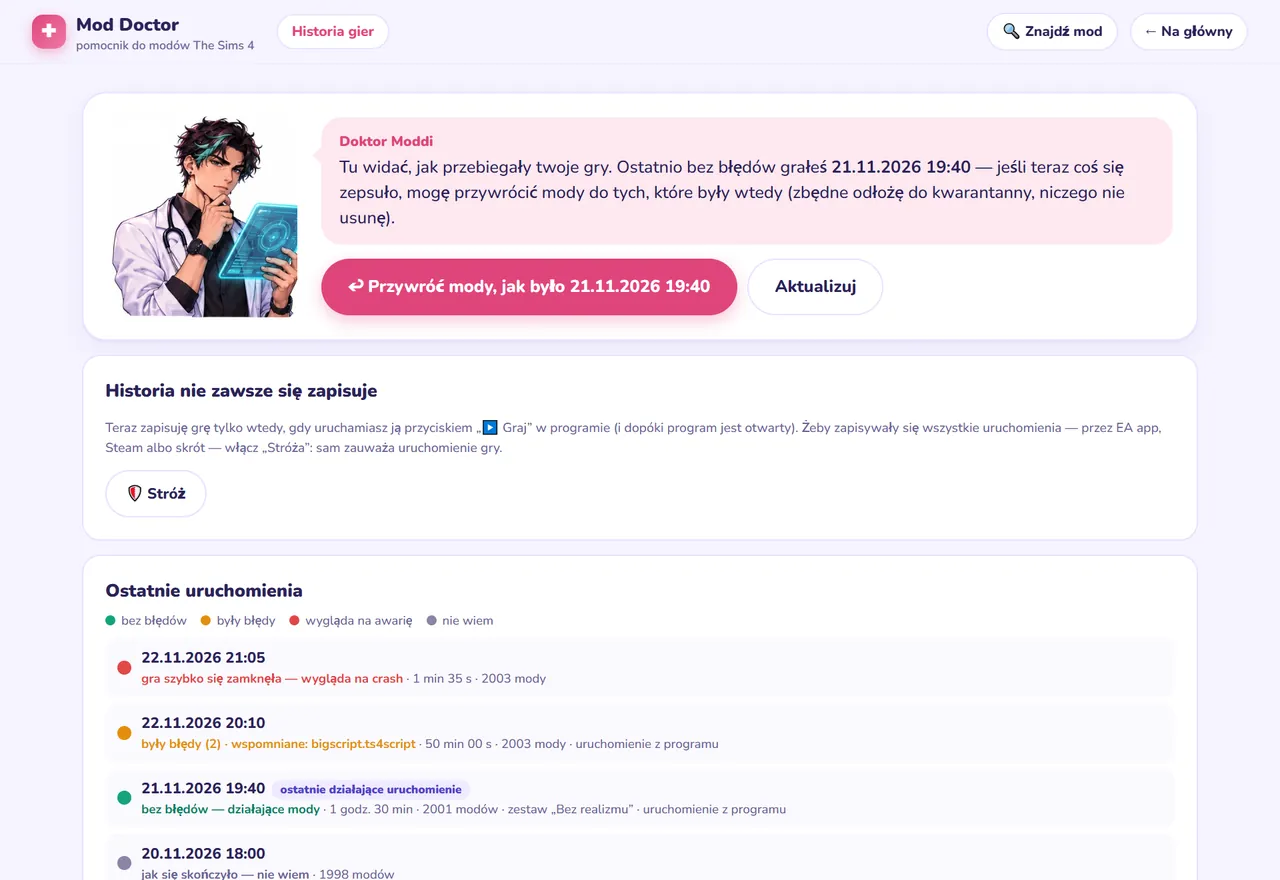 Mod Doctor
pomocnik do modów The Sims 4
Historia gier
🔍 Znajdź mod
← Na główny
Doktor Moddi
Tu widać, jak przebiegały twoje gry. Ostatnio bez błędów grałeś 21.11.2026 19:40 — jeśli teraz coś się
zepsuło, mogę przywrócić mody do tych, które były wtedy (zbędne odłożę do kwarantanny, niczego nie
usunę).
↩ Przywróć mody, jak było 21.11.2026 19:40
Aktualizuj
Historia nie zawsze się zapisuje
Teraz zapisuję grę tylko wtedy, gdy uruchamiasz ją przyciskiem „▶️ Graj” w programie (i dopóki program jest otwarty). Żeby zapisywały się wszystkie uruchomienia — przez EA app,
Steam albo skrót — włącz „Stróża”: sam zauważa uruchomienie gry.
🛡️ Stróż
Ostatnie uruchomienia
bez błędów
były błędy
wygląda na awarię
nie wiem
22.11.2026 21:05
gra szybko się zamknęła — wygląda na crash · 1 min 35 s · 2003 mody
22.11.2026 20:10
były błędy (2) · wspomniane: bigscript.ts4script · 50 min 00 s · 2003 mody · uruchomienie z programu
21.11.2026 19:40 ostatnie działające uruchomienie
bez błędów — działające mody · 1 godz. 30 min · 2001 modów · zestaw „Bez realizmu” · uruchomienie z programu
20.11.2026 18:00
jak się skończyło — nie wiem · 1998 modów